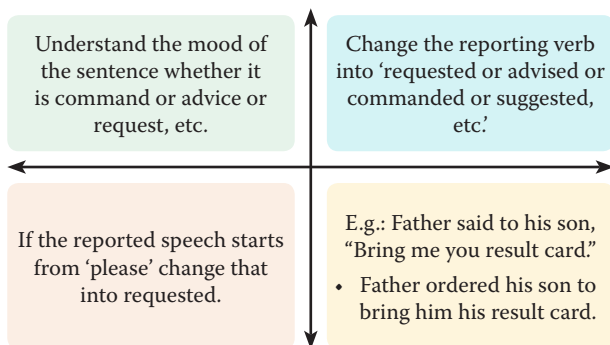 Understand the mood of
the sentence whether it
is command or advice or
request, etc.
Change the reporting verb
into ‘requested or advised or
commanded or suggested,
etc.’
If the reported speech starts
from ‘please’ change that
into requested.
E.g.: Father said to his son,
“Bring me you result card.”
• Father ordered his son to
bring him his result card.